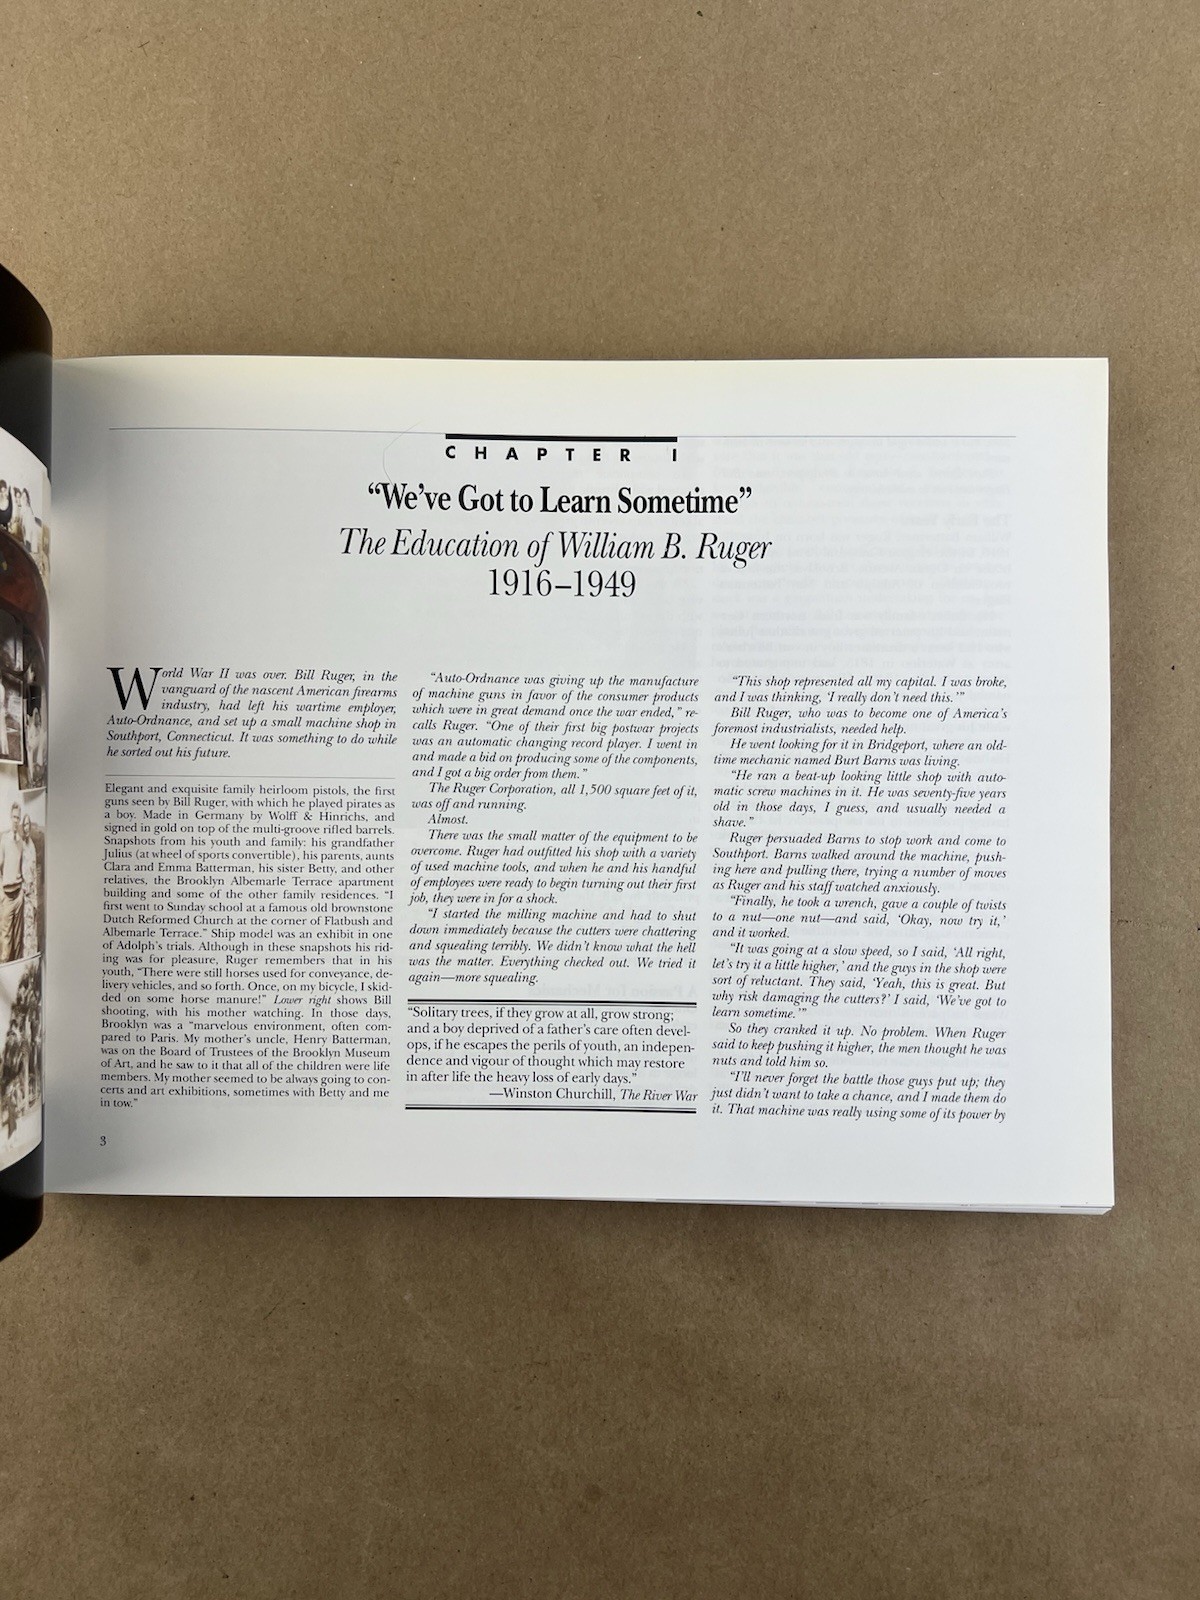 CHAPTER I
“We’ve Got to Learn Sometime”
The Education of William B. Ruger
1916–1949
World War II was over. Bill Ruger, in the
vanguard of the nascent American firearms
industry, had left his wartime employer,
Auto-Ordnance, and set up a small machine shop in
Southport, Connecticut. It was something to do while
he sorted out his future.
Elegant and exquisite family heirloom pistols, the first
guns seen by Bill Ruger, with which he played pirates as
a boy. Made in Germany by Wolff & Hinrichs, and
signed in gold on top of the multi-groove rifled barrels.
Snapshots from his youth and family: his grandfather
Julius (at wheel of sports convertible), his parents, aunts
Clara and Emma Batterman, his sister Betty, and other
relatives, the Brooklyn Albemarle Terrace apartment
building and some of the other family residences. “I
first went to Sunday school at a famous old brownstone
Dutch Reformed Church at the corner of Flatbush and
Albemarle Terrace.” Ship model was an exhibit in one
of Adolph’s trials. Although in these snapshots his rid-
ing was for pleasure, Ruger remembers that in his
youth, “There were still horses used for conveyance, de-
livery vehicles, and so forth. Once, on my bicycle, I skid-
ded on some horse manure!” Lower right shows Bill
shooting, with his mother watching. In those days,
Brooklyn was a “marvelous environment, often com-
pared to Paris. My mother’s uncle, Henry Batterman,
was on the Board of Trustees of the Brooklyn Museum
of Art, and he saw to it that all of the children were life
members. My mother seemed to be always going to con-
certs and art exhibitions, sometimes with Betty and me
in tow.”
3
“Auto-Ordnance was giving up the manufacture
of machine guns in favor of the consumer products
which were in great demand once the war ended,” re-
calls Ruger. “One of their first big postwar projects
was an automatic changing record player. I went in
and made a bid on producing some of the components,
and I got a big order from them.”
The Ruger Corporation, all 1,500 square feet of it,
was off and running.
Almost.
There was the small matter of the equipment to be
overcome. Ruger had outfitted his shop with a variety
of used machine tools, and when he and his handful
of employees were ready to begin turning out their first
job, they were in for a shock.
“I started the milling machine and had to shut
down immediately because the cutters were chattering
and squealing terribly. We didn’t know what the hell
was the matter. Everything checked out. We tried it
again—more squealing.
“Solitary trees, if they grow at all, grow strong;
and a boy deprived of a father’s care often devel-
ops, if he escapes the perils of youth, an indepen-
dence and vigour of thought which may restore
in after life the heavy loss of early days.”
—Winston Churchill, The River War
“This shop represented all my capital. I was broke,
and I was thinking, ‘I really don’t need this.’”
Bill Ruger, who was to become one of America’s
foremost industrialists, needed help.
He went looking for it in Bridgeport, where an old-
time mechanic named Burt Barns was living.
“He ran a beat-up looking little shop with auto-
matic screw machines in it. He was seventy-five years
old in those days, I guess, and usually needed a
shave.”
Ruger persuaded Barns to stop work and come to
Southport. Barns walked around the machine, push-
ing here and pulling there, trying a number of moves
as Ruger and his staff watched anxiously.
“Finally, he took a wrench, gave a couple of twists
to a nut—one nut—and said, ‘Okay, now try it,’
and it worked.
“It was going at a slow speed, so I said, ‘All right,
let’s try it a little higher,’ and the guys in the shop were
sort of reluctant. They said, ‘Yeah, this is great. But
why risk damaging the cutters?’ I said, ‘We’ve got to
learn sometime.’”
So they cranked it up. No problem. When Ruger
said to keep pushing it higher, the men thought he was
nuts and told him so.
“I’ll never forget the battle those guys put up; they
just didn’t want to take a chance, and I made them do
it. That machine was really using some of its power by